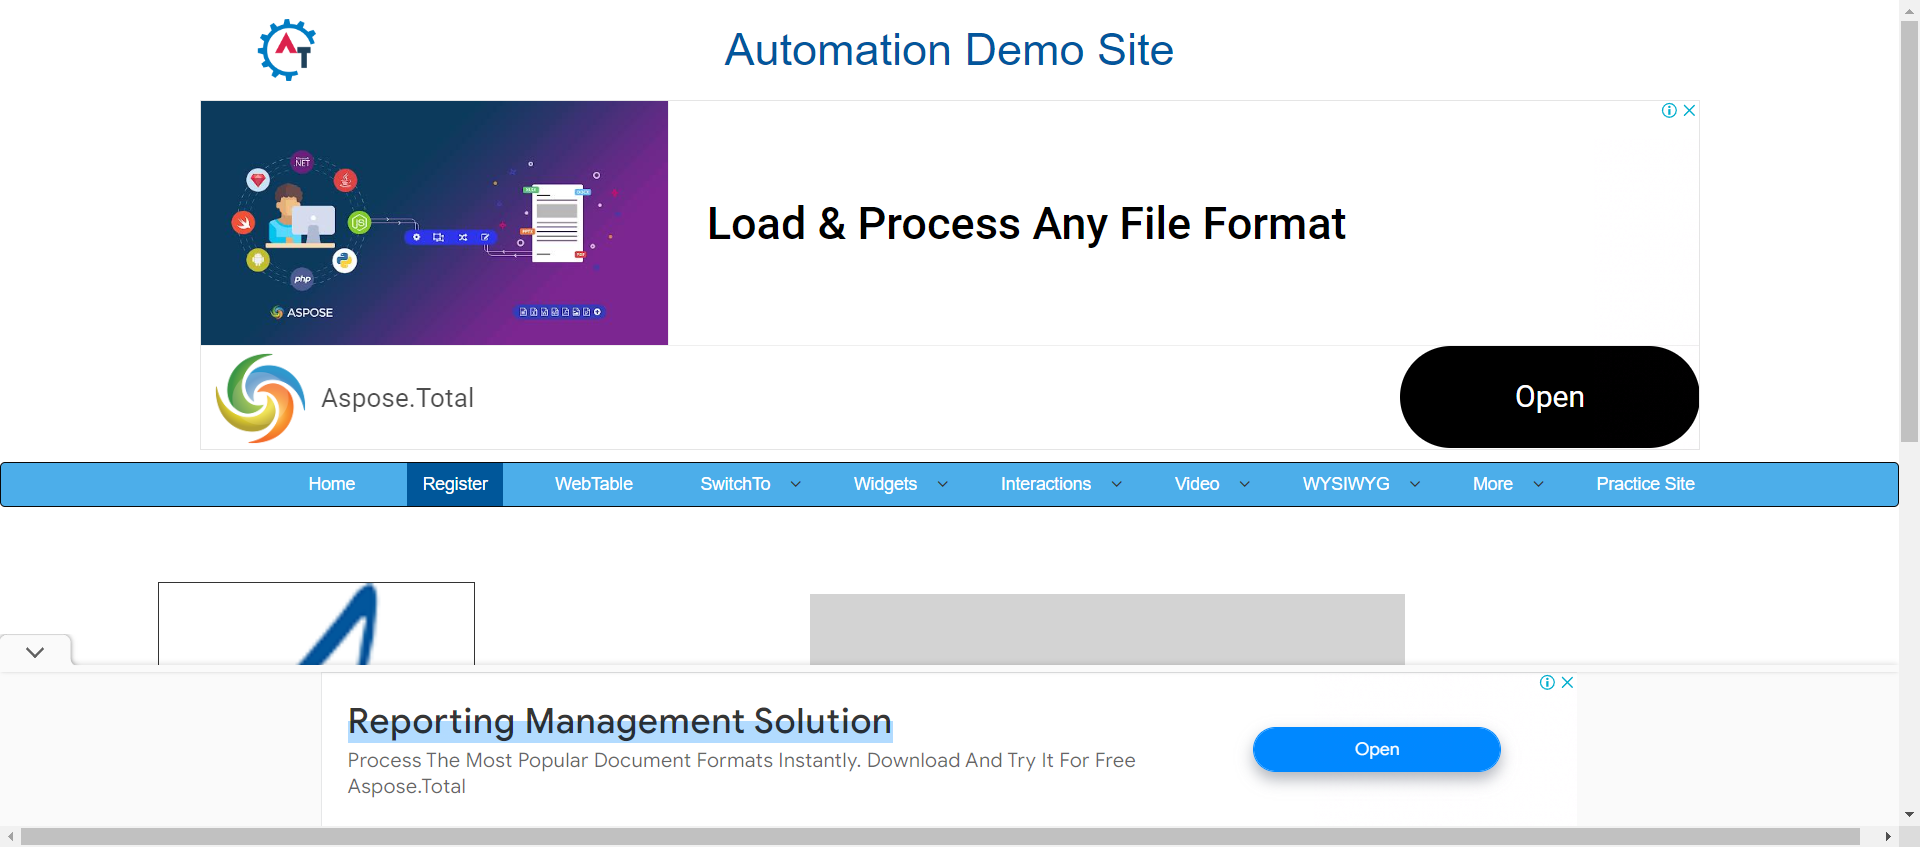 AT
Automation Demo Site
NET
php
ASPOSE
Load & Process Any File Format
Aspose.Total
Open
Home
Register
WebTable
SwitchTo
Widgets
Interactions
Video
WYSIWYG
More
Practice Site
Reporting Management Solution
Process The Most Popular Document Formats Instantly. Download And Try It For Free
Aspose.Total
Open